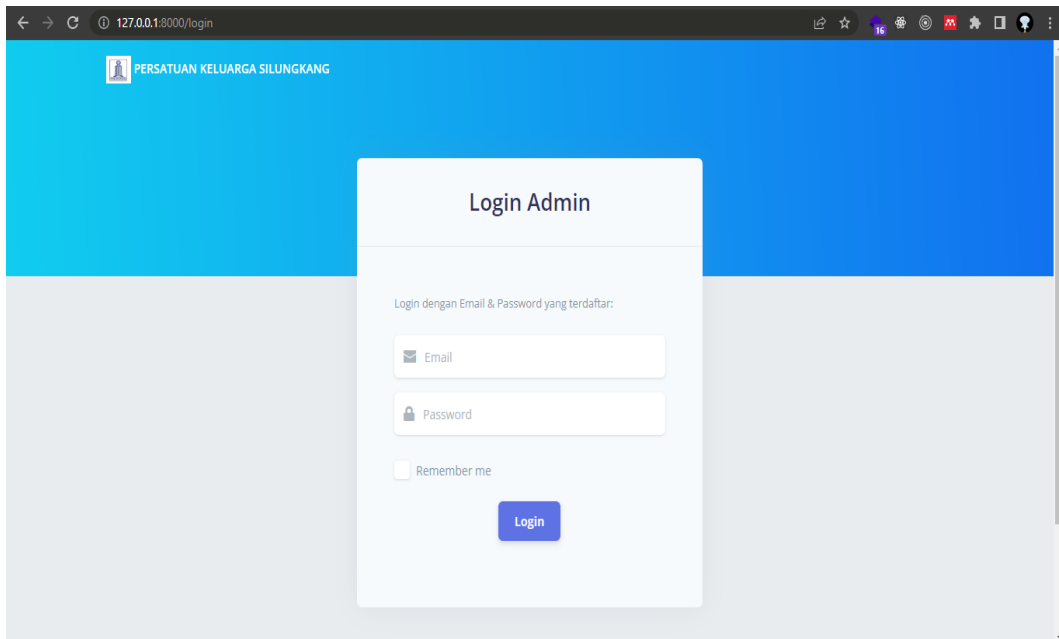 127.0.0.1:8000/login
16
PERSATUAN KELUARGA SILUNGKANG
Login Admin
Login dengan Email & Password yang terdaftar:
Email
Password
Remember me
Login